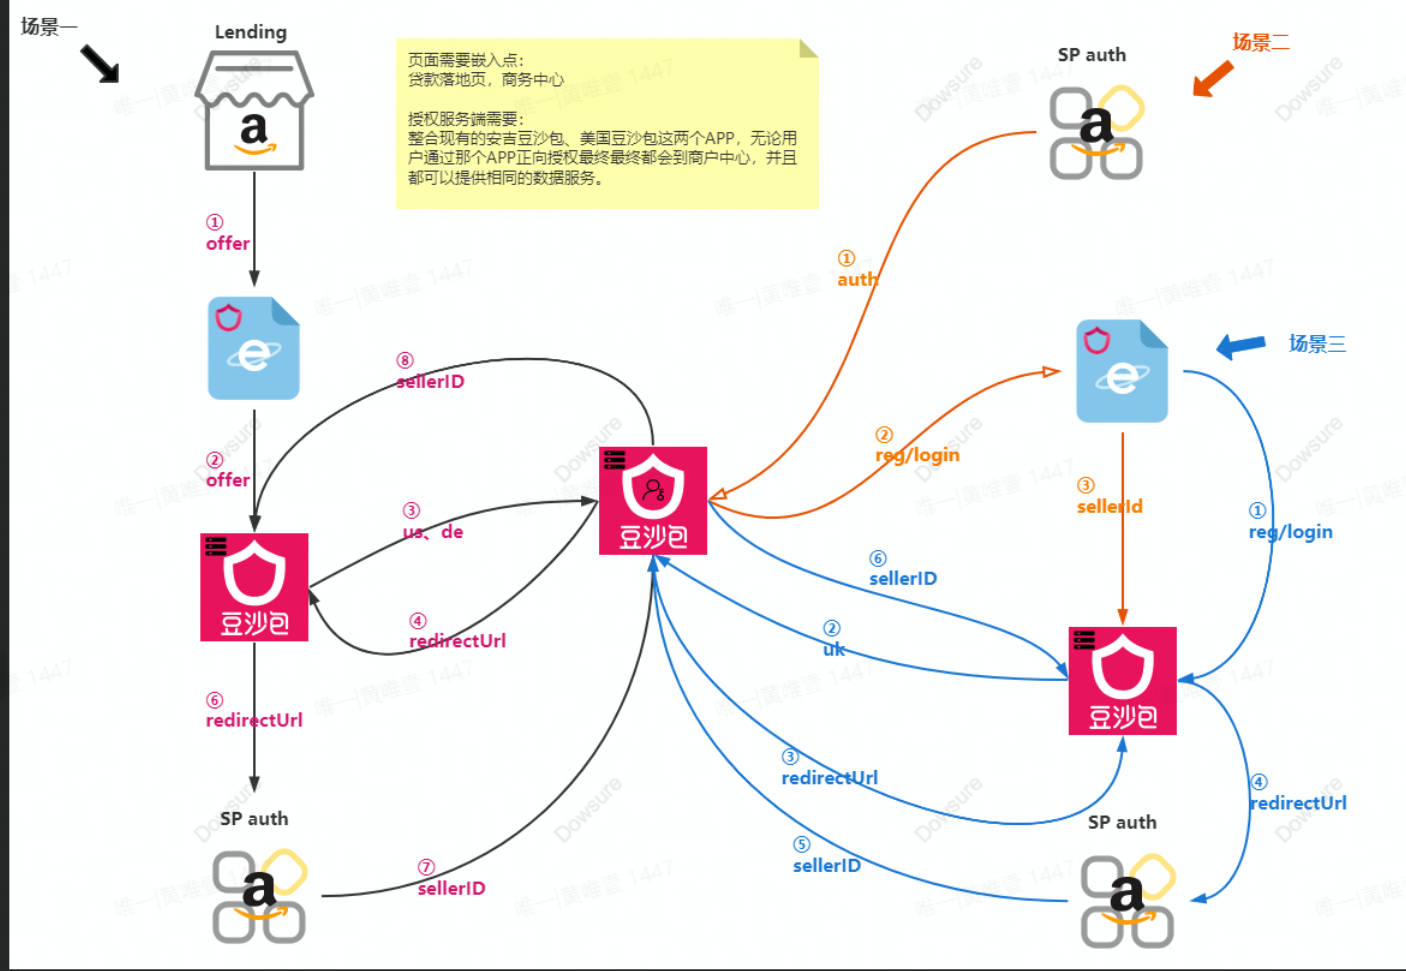 场景一
Lending
页面需要嵌入点：
贷款落地页，商务中心
授权服务端需要：
整合现有的安吉豆沙包、美国豆沙包这两个APP，无论用
户通过那个APP正向授权最终最终都会到商户中心，并且
都可以提供相同的数据服务。
SP auth
场景二
①
offer
①
auth
场景三
⑧
sellerID
②
offer
③
us、de
②
reg/login
③
sellerId
①
reg/login
豆沙包
豆沙包
④
redirectUrl
⑥
sellerID
②
uk
豆沙包
⑥
redirectUrl
③
redirectUrl
④
redirectUrl
SP auth
SP auth
⑦
sellerID
⑤
sellerID
唯一|黄唯壹 1447
Dowsure